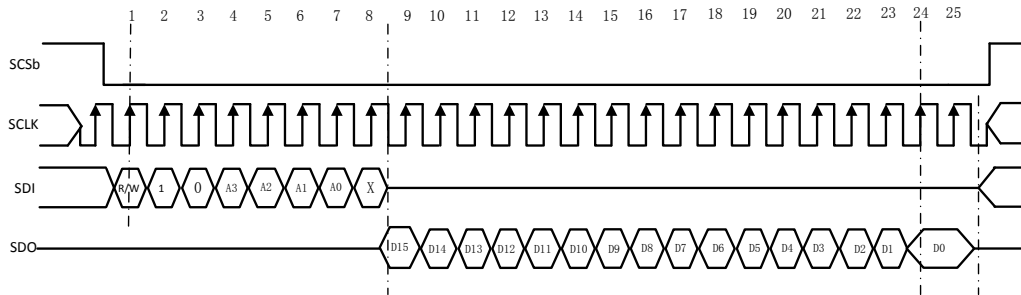 1 2 3 4 5 6 7 8 9 10 11 12 13 14 15 16 17 18 19 20 21 22 23 24 25
SCSb
SCLK
SDI R/W 1 0 A3 A2 A1 A0 X
SDO D15 D14 D13 D12 D11 D10 D9 D8 D7 D6 D5 D4 D3 D2 D1 D0